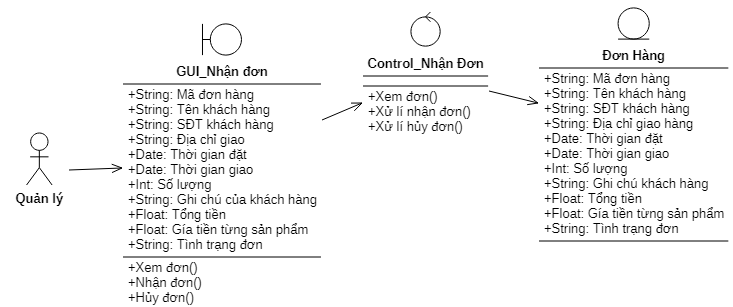 Quản lý
GUI_Nhận đơn
+String: Mã đơn hàng
+String: Tên khách hàng
+String: SĐT khách hàng
+String: Địa chỉ giao
+Date: Thời gian đặt
+Date: Thời gian giao
+Int: Số lượng
+String: Ghi chú của khách hàng
+Float: Tổng tiền
+Float: Gía tiền từng sản phẩm
+String: Tình trạng đơn
+Xem đơn()
+Nhận đơn()
+Hủy đơn()
Control_Nhận Đơn
+Xem đơn()
+Xử lí nhận đơn()
+Xử lí hủy đơn()
Đơn Hàng
+String: Mã đơn hàng
+String: Tên khách hàng
+String: SĐT khách hàng
+String: Địa chỉ giao hàng
+Date: Thời gian đặt
+Date: Thời gian giao
+Int: Số lượng
+String: Ghi chú khách hàng
+Float: Tổng tiền
+Float: Gía tiền từng sản phẩm
+String: Tình trạng đơn